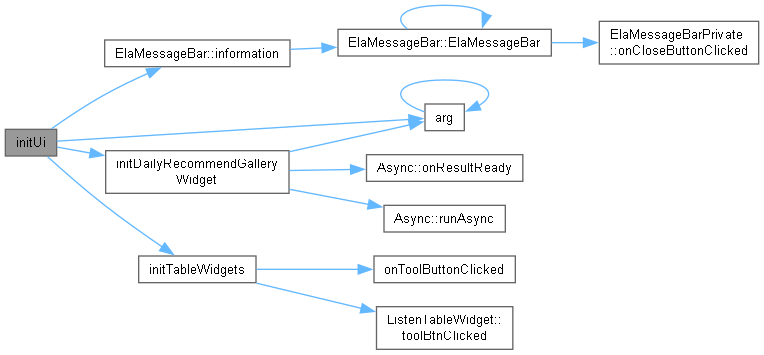 initUi
ElaMessageBar::information
ElaMessageBar::ElaMessageBar
ElaMessageBarPrivate
::onCloseButtonClicked
arg
initDailyRecommendGallery
Widget
Async::onResultReady
Async::runAsync
initTableWidgets
onToolButtonClicked
ListenTableWidget::
toolBtnClicked